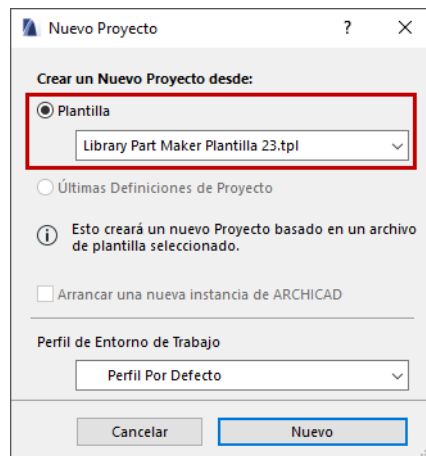 Nuevo Proyecto
?
Crear un Nuevo Proyecto desde:
Plantilla
Library Part Maker Plantilla 23.tpl
Últimas Definiciones de Proyecto
Esto creará un nuevo Proyecto basado en un archivo
de plantilla seleccionado.
Arrancar una nueva instancia de ARCHICAD
Perfil de Entorno de Trabajo
Perfil Por Defecto
Cancelar
Nuevo